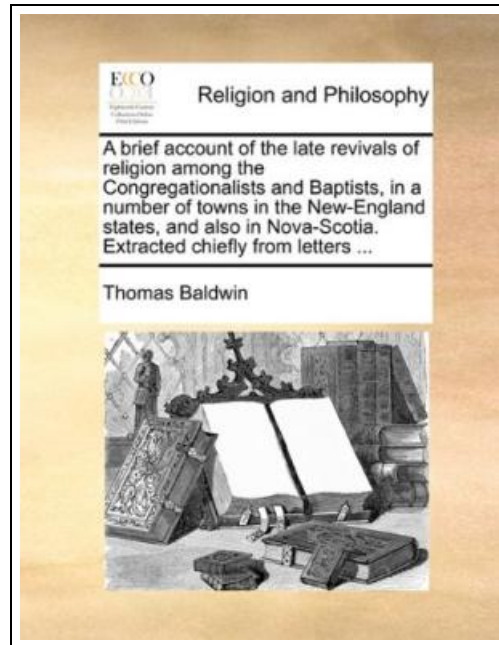 ECCO
Religion and Philosophy
A brief account of the late revivals of
religion among the
Congregationalists and Baptists, in a
number of towns in the New-England
states, and also in Nova-Scotia.
Extracted chiefly from letters ...
Thomas Baldwin